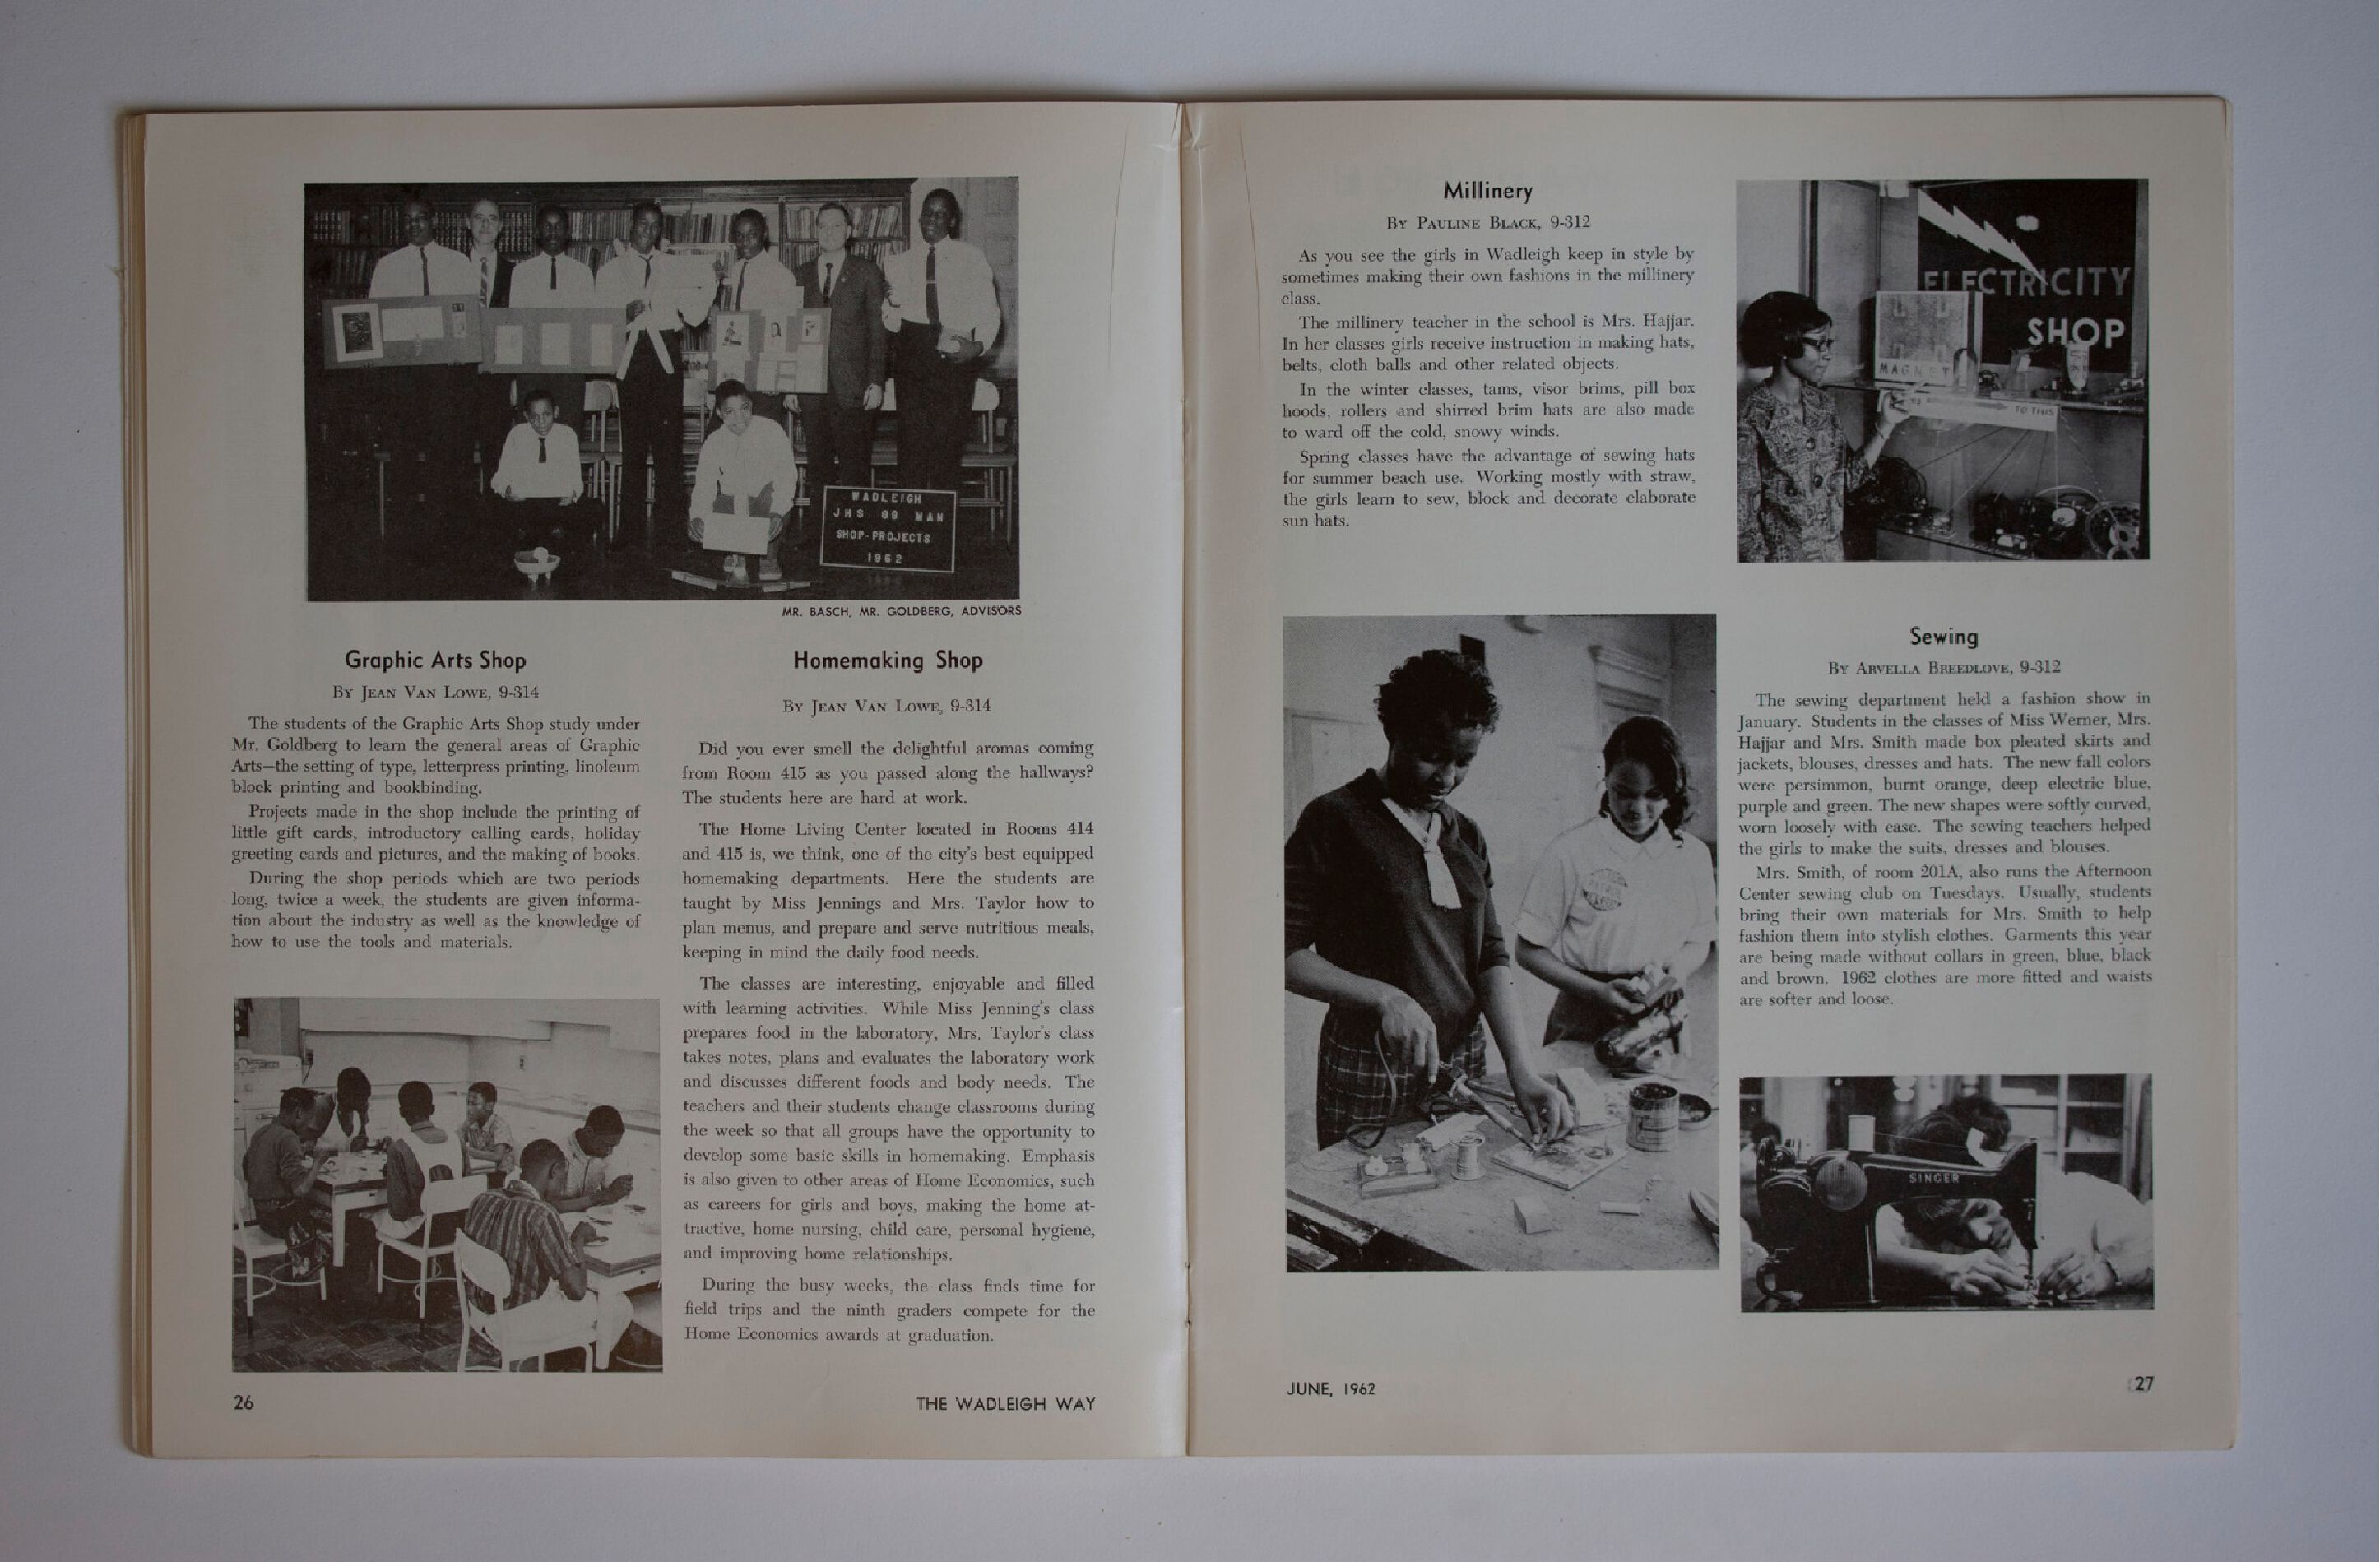 WADLEIGH
JHS 88 MAN
SHOP-PROJECTS
1962
MR. BASCH, MR. GOLDBERG, ADVISORS
Graphic Arts Shop
By Jean Van Lowe, 9-314
The students of the Graphic Arts Shop study under
Mr. Goldberg to learn the general areas of Graphic
Arts—the setting of type, letterpress printing, linoleum
block printing and bookbinding.
Projects made in the shop include the printing of
little gift cards, introductory calling cards, holiday
greeting cards and pictures, and the making of books.
During the shop periods which are two periods
long, twice a week, the students are given informa-
tion about the industry as well as the knowledge of
how to use the tools and materials.
Homemaking Shop
By Jean Van Lowe, 9-314
Did you ever smell the delightful aromas coming
from Room 415 as you passed along the hallways?
The students here are hard at work.
The Home Living Center located in Rooms 414
and 415 is, we think, one of the city's best equipped
homemaking departments. Here the students are
taught by Miss Jennings and Mrs. Taylor how to
plan menus, and prepare and serve nutritious meals,
keeping in mind the daily food needs.
The classes are interesting, enjoyable and filled
with learning activities. While Miss Jenning's class
prepares food in the laboratory, Mrs. Taylor's class
takes notes, plans and evaluates the laboratory work
and discusses different foods and body needs. The
teachers and their students change classrooms during
the week so that all groups have the opportunity to
develop some basic skills in homemaking. Emphasis
is also given to other areas of Home Economics, such
as careers for girls and boys, making the home at-
tractive, home nursing, child care, personal hygiene,
and improving home relationships.
During the busy weeks, the class finds time for
field trips and the ninth graders compete for the
Home Economics awards at graduation.
26
THE WADLEIGH WAY
Millinery
By Pauline Black, 9-312
As you see the girls in Wadleigh keep in style by
sometimes making their own fashions in the millinery
class.
The millinery teacher in the school is Mrs. Hajjar.
In her classes girls receive instruction in making hats,
belts, cloth balls and other related objects.
In the winter classes, tams, visor brims, pill box
hoods, rollers and shirred brim hats are also made
to ward off the cold, snowy winds.
Spring classes have the advantage of sewing hats
for summer beach use. Working mostly with straw,
the girls learn to sew, block and decorate elaborate
sun hats.
ELECTRICITY
SHOP
MAGNET
TO THIS
Sewing
By Arvella Breedlove, 9-312
The sewing department held a fashion show in
January. Students in the classes of Miss Werner, Mrs.
Hajjar and Mrs. Smith made box pleated skirts and
jackets, blouses, dresses and hats. The new fall colors
were persimmon, burnt orange, deep electric blue,
purple and green. The new shapes were softly curved,
worn loosely with ease. The sewing teachers helped
the girls to make the suits, dresses and blouses.
Mrs. Smith, of room 201A, also runs the Afternoon
Center sewing club on Tuesdays. Usually, students
bring their own materials for Mrs. Smith to help
fashion them into stylish clothes. Garments this year
are being made without collars in green, blue, black
and brown. 1962 clothes are more fitted and waists
are softer and loose.
SINGER
JUNE, 1962
27